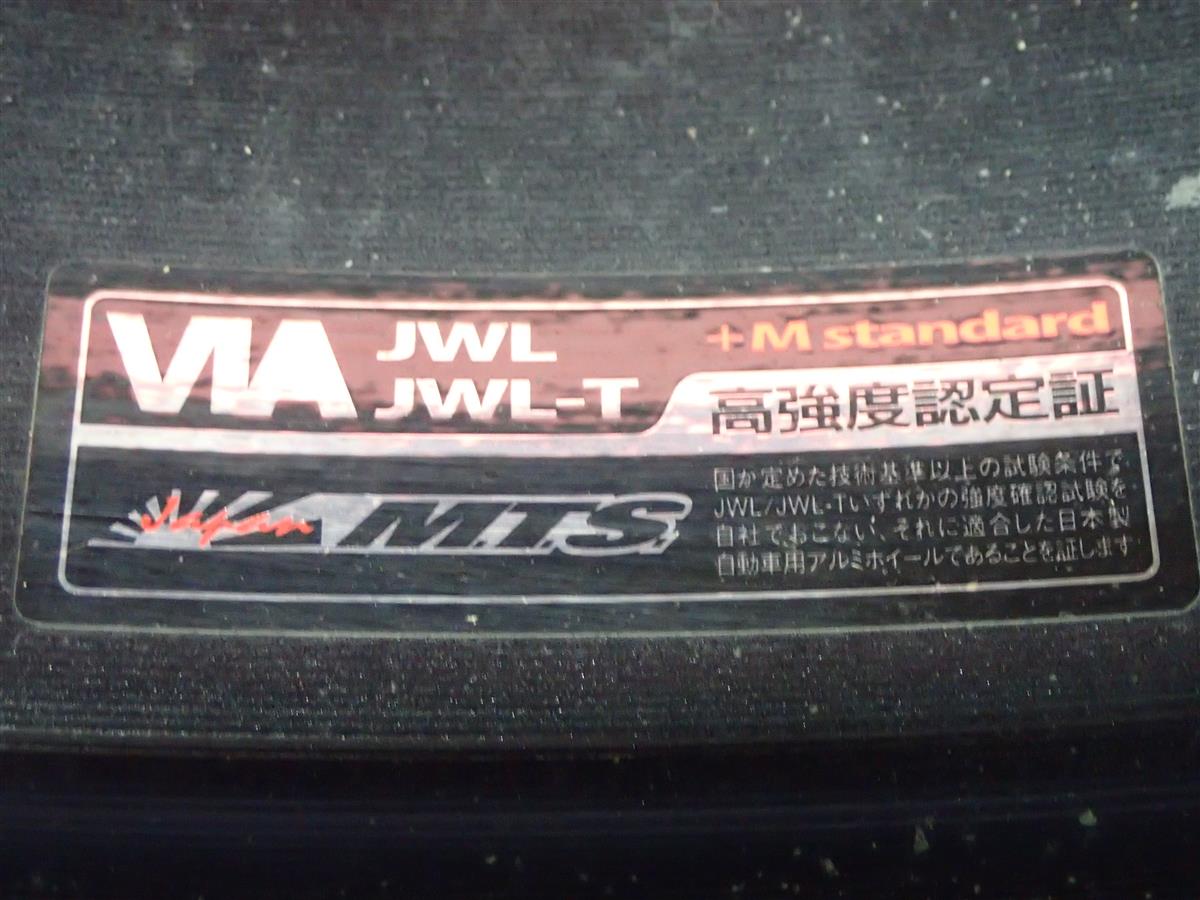 VIA
JWL
JWL-T
+M standard
高強度認定証
Japan M.T.S.
国が定めた技術基準以上の試験条件で
JWL/JWL-Tいずれかの強度確認試験を
自社でおこない、それに適合した日本製
自動車用アルミホイールであることを証します